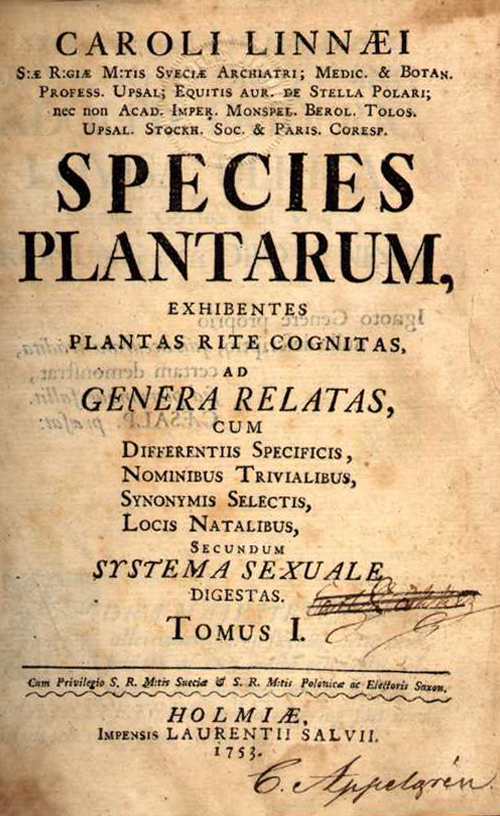 CAROLI LINNÆI
S:Æ R:GIÆ M:TIS SVECIÆ ARCHIATRI; MEDIC. & BOTAN.
PROFESS. UPSAL; EQUITIS AUR. DE STELLA POLARI;
nec non ACAD. IMPER. MONSPEL. BEROL. TOLOS.
UPSAL. STOCKH. SOC. & PARIS. CORESP.
SPECIES
PLANTARUM,
EXHIBENTES
PLANTAS RITE COGNITAS,
AD
GENERA RELATAS,
CUM
DIFFERENTIIS SPECIFICIS,
NOMINIBUS TRIVIALIBUS,
SYNONYMIS SELECTIS,
LOCIS NATALIBUS,
SECUNDUM
SYSTEMA SEXUALE
DIGESTAS.
TOMUS I.
Cum Privilegio S. R. M:tis Sueciæ & S. R. M:tis Polonicæ ac Electoris Saxon.
HOLMIÆ,
IMPENSIS LAURENTII SALVII.
1753.
C. Appelgrén.